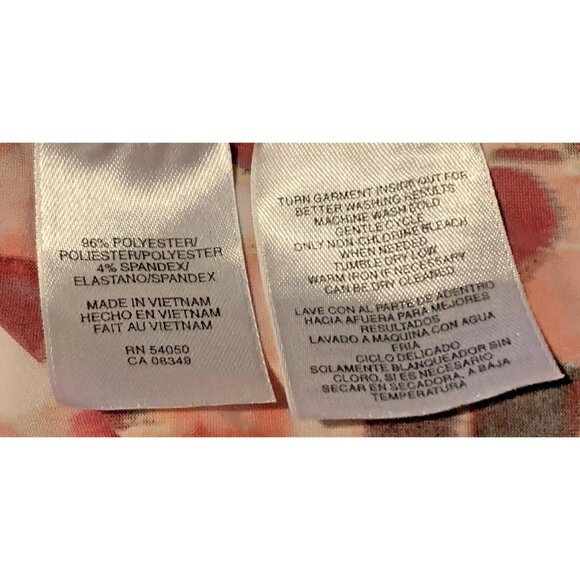 96% POLYESTER/
POLIESTER/POLYESTER
4% SPANDEX/
ELASTANO/SPANDEX
MADE IN VIETNAM
HECHO EN VIETNAM
FAIT AU VIETNAM
RN 54050
CA 08349
TURN GARMENT INSIDE OUT FOR
BETTER WASHING RESULTS
MACHINE WASH COLD
GENTLE CYCLE
ONLY NON-CHLORINE BLEACH
WHEN NEEDED
TUMBLE DRY LOW
WARM IRON IF NECESSARY
CAN BE DRY CLEANED
LAVE CON AL PARTE DE ADENTRO
HACIA AFUERA PARA MEJORES
RESULTADOS
LAVADO A MAQUINA CON AGUA
FRIA
CICLO DELICADO
SOLAMENTE BLANQUEADOR SIN
CLORO, SI ES NECESARIO
SECAR EN SECADORA, A BAJA
TEMPERATURA